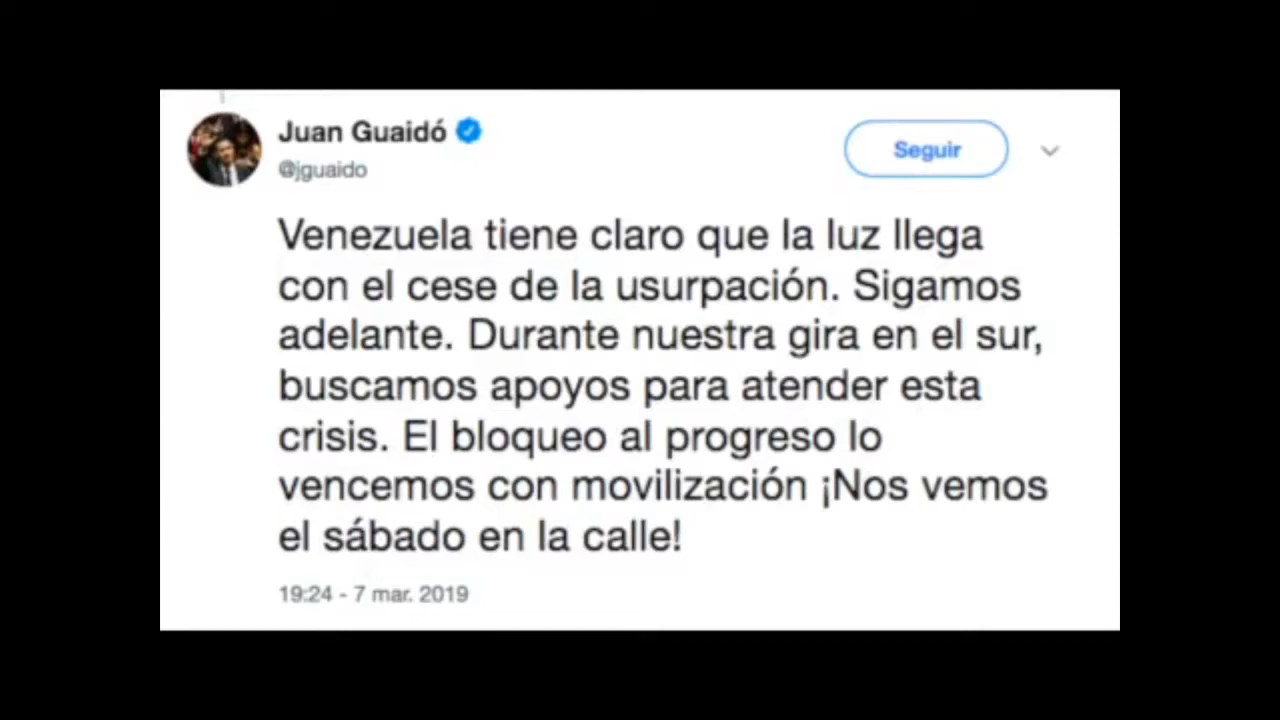 Juan Guaidó
@jguaido
Seguir
Venezuela tiene claro que la luz llega
con el cese de la usurpación. Sigamos
adelante. Durante nuestra gira en el sur,
buscamos apoyos para atender esta
crisis. El bloqueo al progreso lo
vencemos con movilización ¡Nos vemos
el sábado en la calle!
19:24 - 7 mar. 2019